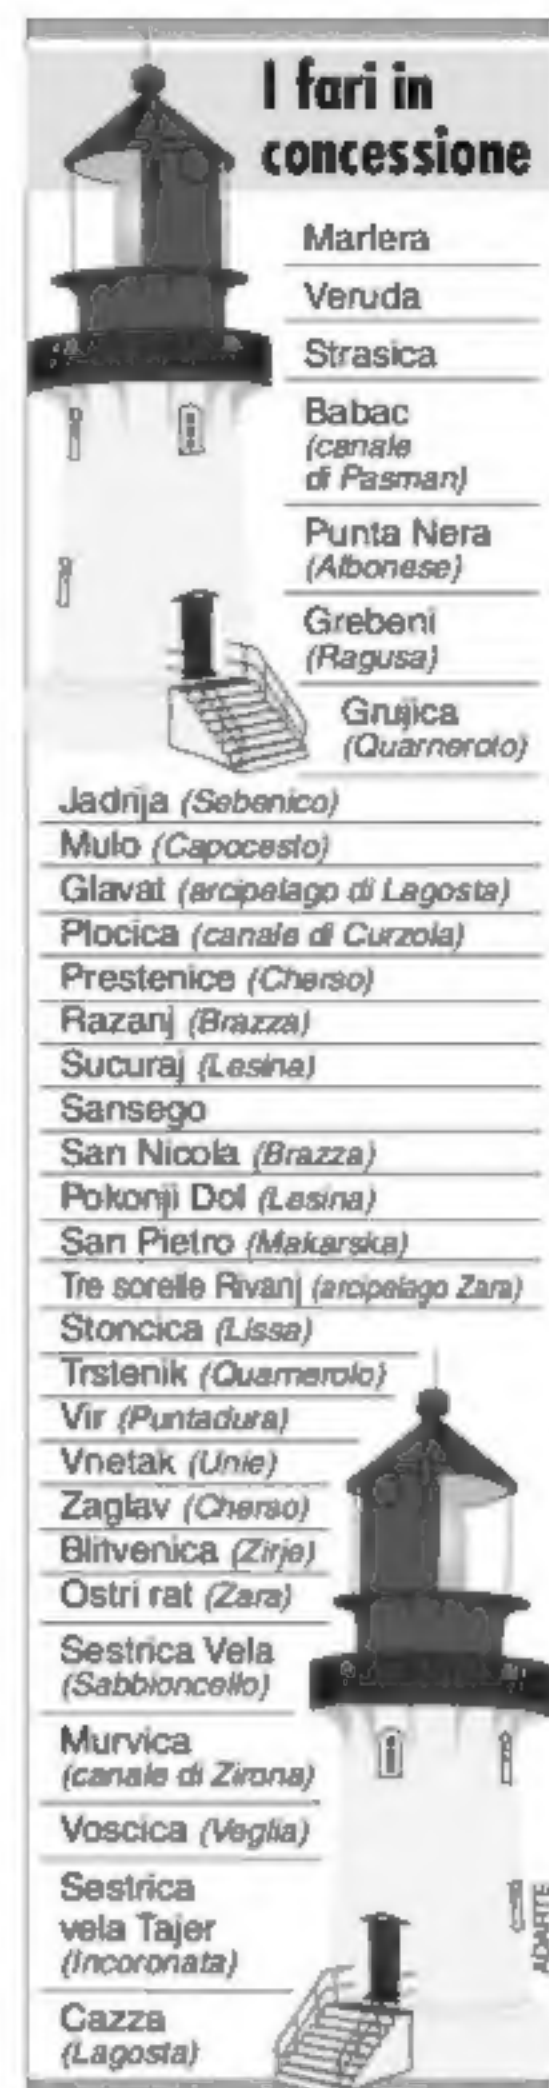 I fari in
concessione
Marlera
Veruda
Strasica
Babac
(canale
di Pasman)
Punta Nera
(Albonese)
Grebeni
(Ragusa)
Grujica
(Quarnerolo)
Jadrija (Sebenico)
Mulo (Capocesto)
Glavat (arcipelago di Lagosta)
Plocica (canale di Curzola)
Prestenice (Cherso)
Razanj (Brazza)
Sucuraj (Lesina)
Sansego
San Nicola (Brazza)
Pokonji Dol (Lesina)
San Pietro (Makarska)
Tre sorelle Rivanj (arcipelago Zara)
Stoncica (Lissa)
Trstenik (Quarnerolo)
Vir (Puntadura)
Vnetak (Unie)
Zaglav (Cherso)
Blitvenica (Zirje)
Ostri rat (Zara)
Sestrica Vela
(Sabbioncello)
Murvica
(canale di Zirona)
Voscica (Veglia)
Sestrica
vela Tajer
(Incoronata)
Cazza
(Lagosta)
ADARTE